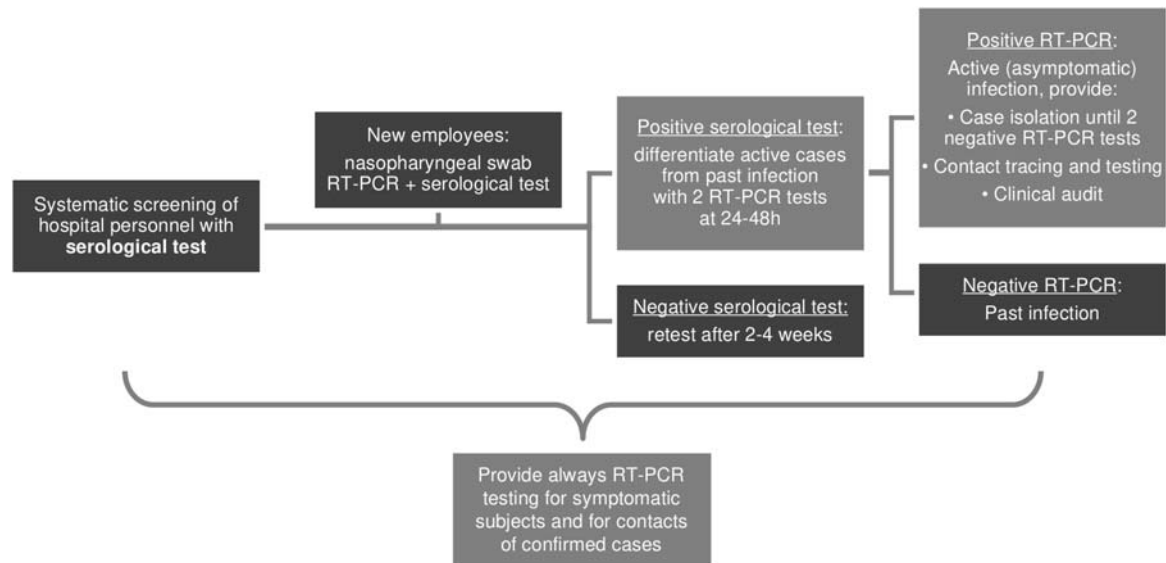 Systematic screening of
hospital personnel with
serological test
New employees:
nasopharyngeal swab
RT-PCR + serological test
Positive serological test:
differentiate active cases
from past infection
with 2 RT-PCR tests
at 24-48h
Negative serological test:
retest after 2-4 weeks
Positive RT-PCR:
Active (asymptomatic)
infection, provide:
• Case isolation until 2
negative RT-PCR tests
• Contact tracing and testing
• Clinical audit
Negative RT-PCR:
Past infection
Provide always RT-PCR
testing for symptomatic
subjects and for contacts
of confirmed cases